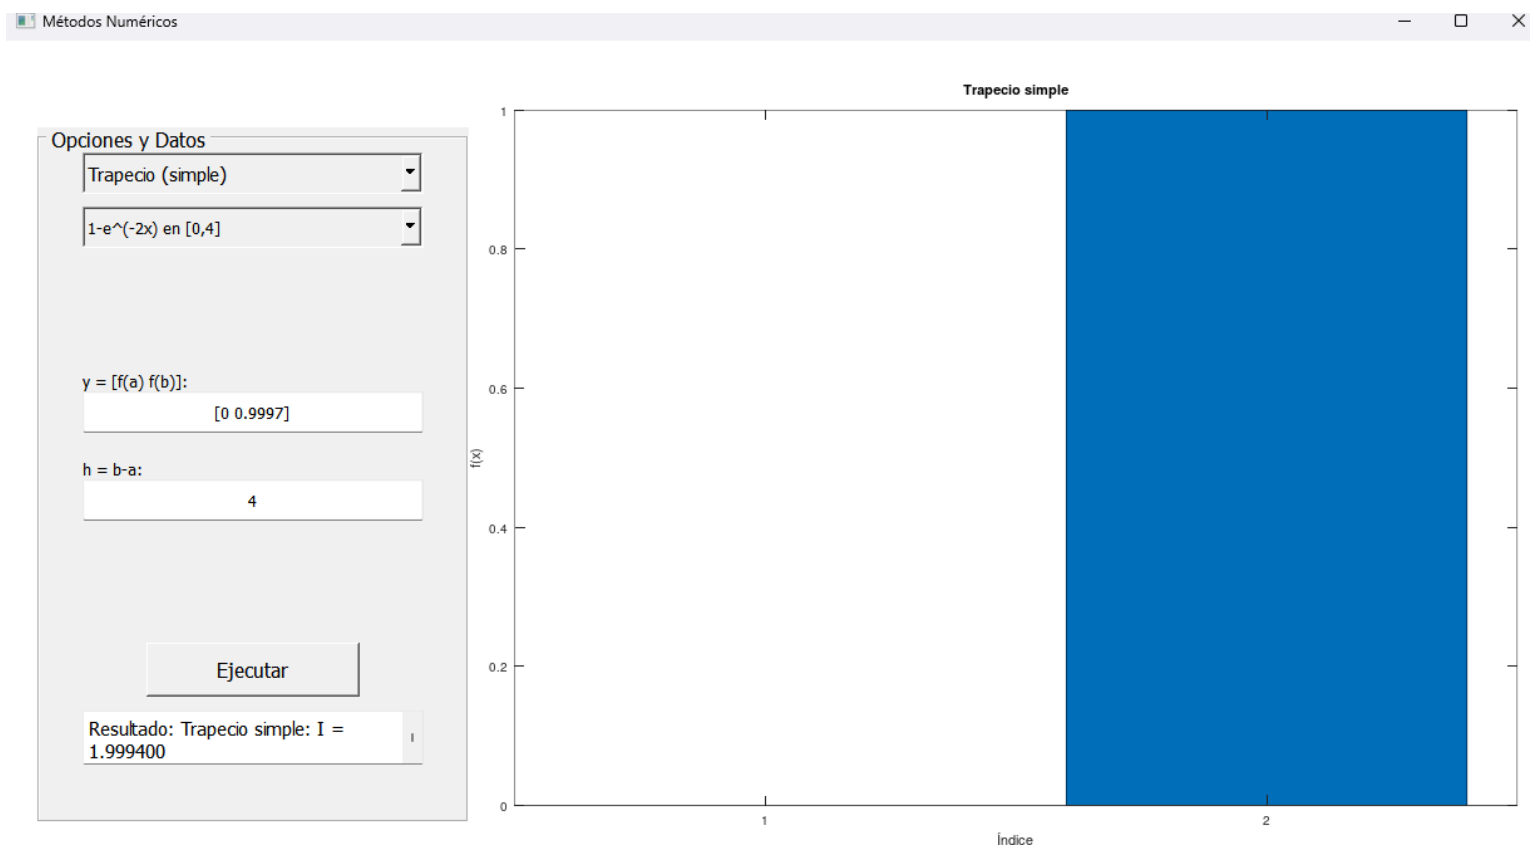 Métodos Numéricos
Opciones y Datos
Trapecio (simple)
1-e^(-2x) en [0,4]
y = [f(a) f(b)]:
[0 0.9997]
h = b-a:
4
Ejecutar
Resultado: Trapecio simple: I =
1.999400
Trapecio simple
1
0.8
0.6
0.4
0.2
0
f(x)
1
2
Índice